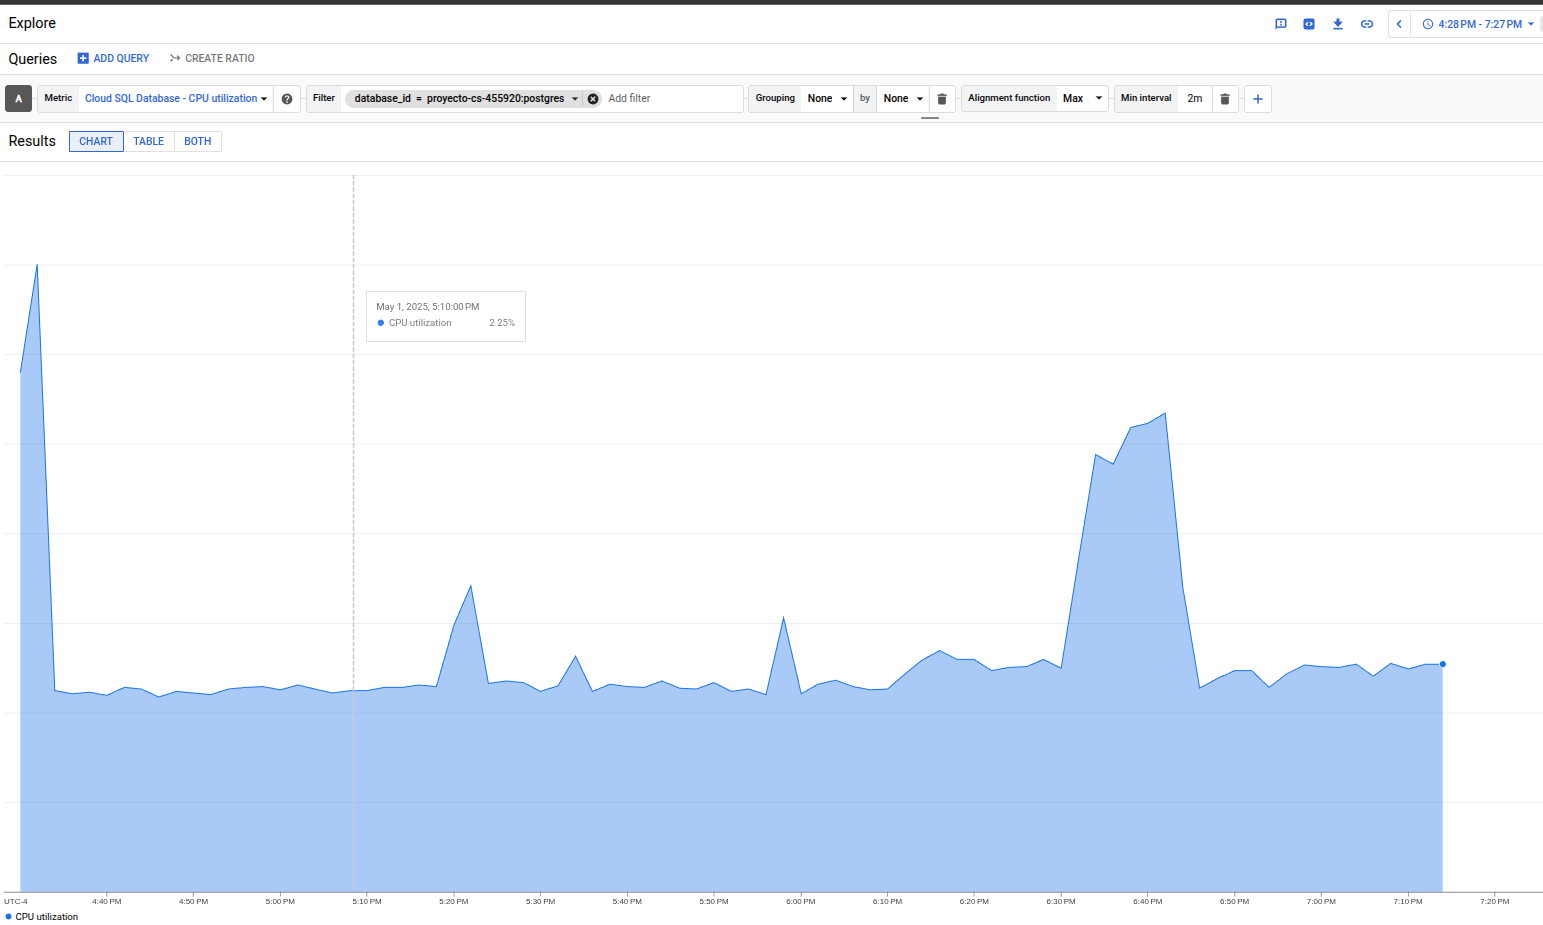 Explore
4:28 PM - 7:27 PM
Queries ADD QUERY CREATE RATIO
A Metric Cloud SQL Database - CPU utilization Filter database_id = proyecto-cs-455920:postgres Add filter Grouping None by None Alignment function Max Min interval 2m
Results CHART TABLE BOTH
May 1, 2025, 5:10:00 PM
CPU utilization 2.25%
UTC-4 4:40 PM 4:50 PM 5:00 PM 5:10 PM 5:20 PM 5:30 PM 5:40 PM 5:50 PM 6:00 PM 6:10 PM 6:20 PM 6:30 PM 6:40 PM 6:50 PM 7:00 PM 7:10 PM 7:20 PM
CPU utilization